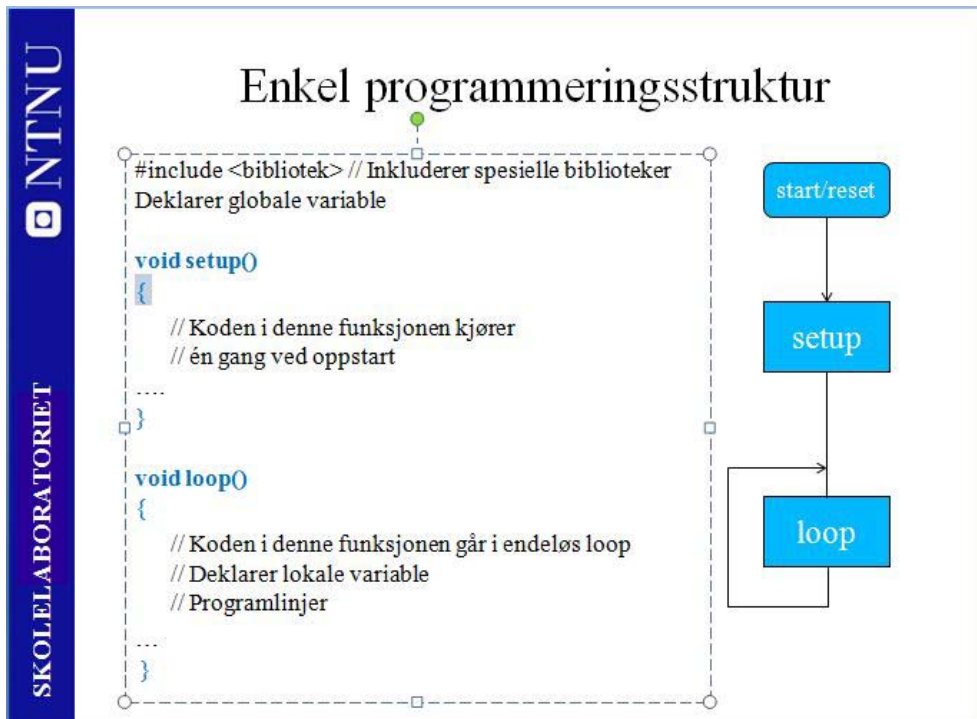 NTNU
SKOLELABORATORIET
Enkel programmeringsstruktur
#include <bibliotek> // Inkluderer spesielle biblioteker
Deklarer globale variable
void setup()
{
// Koden i denne funksjonen kjører
// én gang ved oppstart
....
}
void loop()
{
// Koden i denne funksjonen går i endeløs loop
// Deklarer lokale variable
// Programlinjer
...
}
start/reset
setup
loop